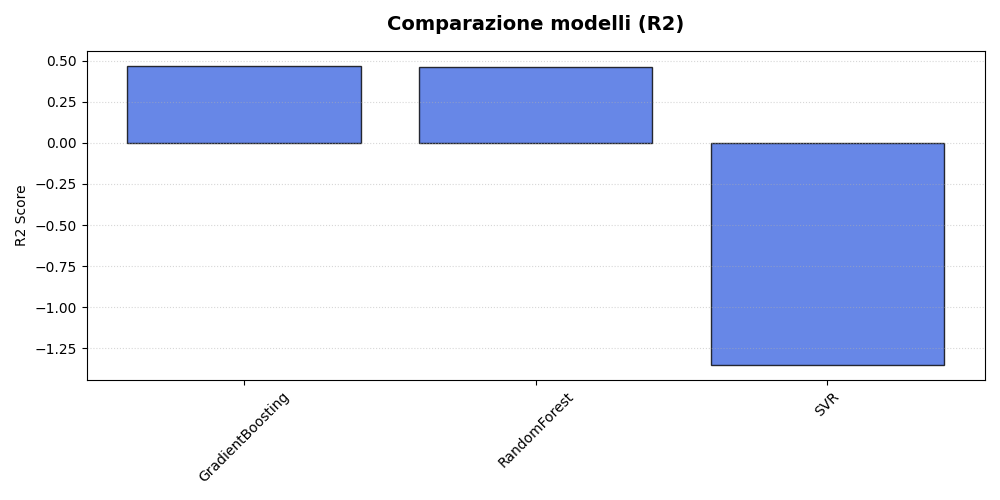 Comparazione modelli (R2)
R2 Score
0.50
0.25
0.00
−0.25
−0.50
−0.75
−1.00
−1.25
GradientBoosting
RandomForest
SVR